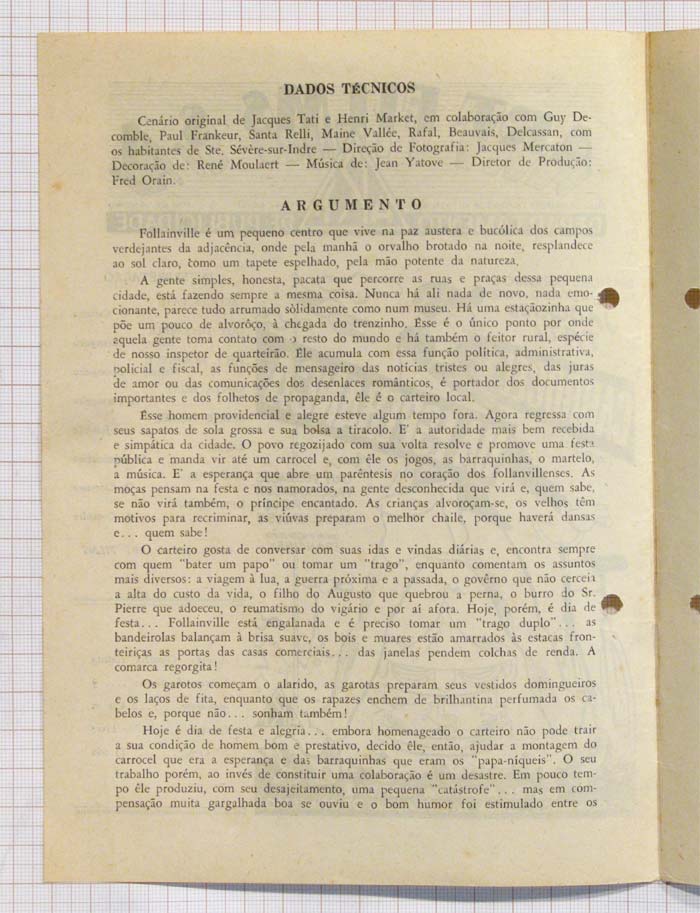 DADOS TÉCNICOS
Cenário original de Jacques Tati e Henri Market, em colaboração com Guy De-
comble, Paul Frankeur, Santa Relli, Maine Vallée, Rafal, Beauvais, Delcassan, com
os habitantes de Ste. Sévère-sur-Indre — Direção de Fotografia: Jacques Mercaton —
Decoração de: René Moulaert — Música de: Jean Yatove — Diretor de Produção:
Fred Orain.
ARGUMENTO
Follainville é um pequeno centro que vive na paz austera e bucólica dos campos
verdejantes da adjacência, onde pela manhã o orvalho brotado na noite, resplandece
ao sol claro, como um tapete espelhado, pela mão potente da natureza.
A gente simples, honesta, pacata que percorre as ruas e praças dessa pequena
cidade, está fazendo sempre a mesma coisa. Nunca há ali nada de novo, nada emo-
cionante, parece tudo arrumado sòlidamente como num museu. Há uma estaçãozinha que
põe um pouco de alvorôço, à chegada do trenzinho. Êsse é o único ponto por onde
aquela gente toma contato com o resto do mundo e há também o feitor rural, espécie
de nosso inspetor de quarteirão. Êle acumula com essa função política, administrativa,
policial e fiscal, as funções de mensageiro das notícias tristes ou alegres, das juras
de amor ou das comunicações dos desenlaces românticos, é portador dos documentos
importantes e dos folhetos de propaganda, êle é o carteiro local.
Êsse homem providencial e alegre esteve algum tempo fora. Agora regressa com
seus sapatos de sola grossa e sua bolsa a tiracolo. E' a autoridade mais bem recebida
e simpática da cidade. O povo regozijado com sua volta resolve e promove uma festa
pública e manda vir até um carrocel e, com êle os jogos, as barraquinhas, o martelo,
a música. E' a esperança que abre um parêntesis no coração dos follanvillenses. As
moças pensam na festa e nos namorados, na gente desconhecida que virá e, quem sabe,
se não virá também, o príncipe encantado. As crianças alvoroçam-se, os velhos têm
motivos para recriminar, as viúvas preparam o melhor chaile, porque haverá dansas
e... quem sabe!
O carteiro gosta de conversar com suas idas e vindas diárias e, encontra sempre
com quem "bater um papo" ou tomar um "trago", enquanto comentam os assuntos
mais diversos: a viagem à lua, a guerra próxima e a passada, o govêrno que não cerceia
a alta do custo da vida, o filho do Augusto que quebrou a perna, o burro do Sr.
Pierre que adoeceu, o reumatismo do vigário e por aí afora. Hoje, porém, é dia de
festa... Follainville está engalanada e é preciso tomar um "trago duplo"... as
bandeirolas balançam à brisa suave, os bois e muares estão amarrados às estacas fron-
teiriças as portas das casas comerciais... das janelas pendem colchas de renda. A
comarca regorgita!
Os garotos começam o alarido, as garotas preparam seus vestidos domingueiros
e os laços de fita, enquanto que os rapazes enchem de brilhantina perfumada os ca-
belos e, porque não... sonham também!
Hoje é dia de festa e alegria... embora homenageado o carteiro não pode trair
a sua condição de homem bom e prestativo, decido êle, então, ajudar a montagem do
carrocel que era a esperança e das barraquinhas que eram os "papa-níqueis". O seu
trabalho porém, ao invés de constituir uma colaboração é um desastre. Em pouco tem-
po êle produziu, com seu desajeitamento, uma pequena "catástrofe"... mas em com-
pensação muita gargalhada boa se ouviu e o bom humor foi estimulado entre os